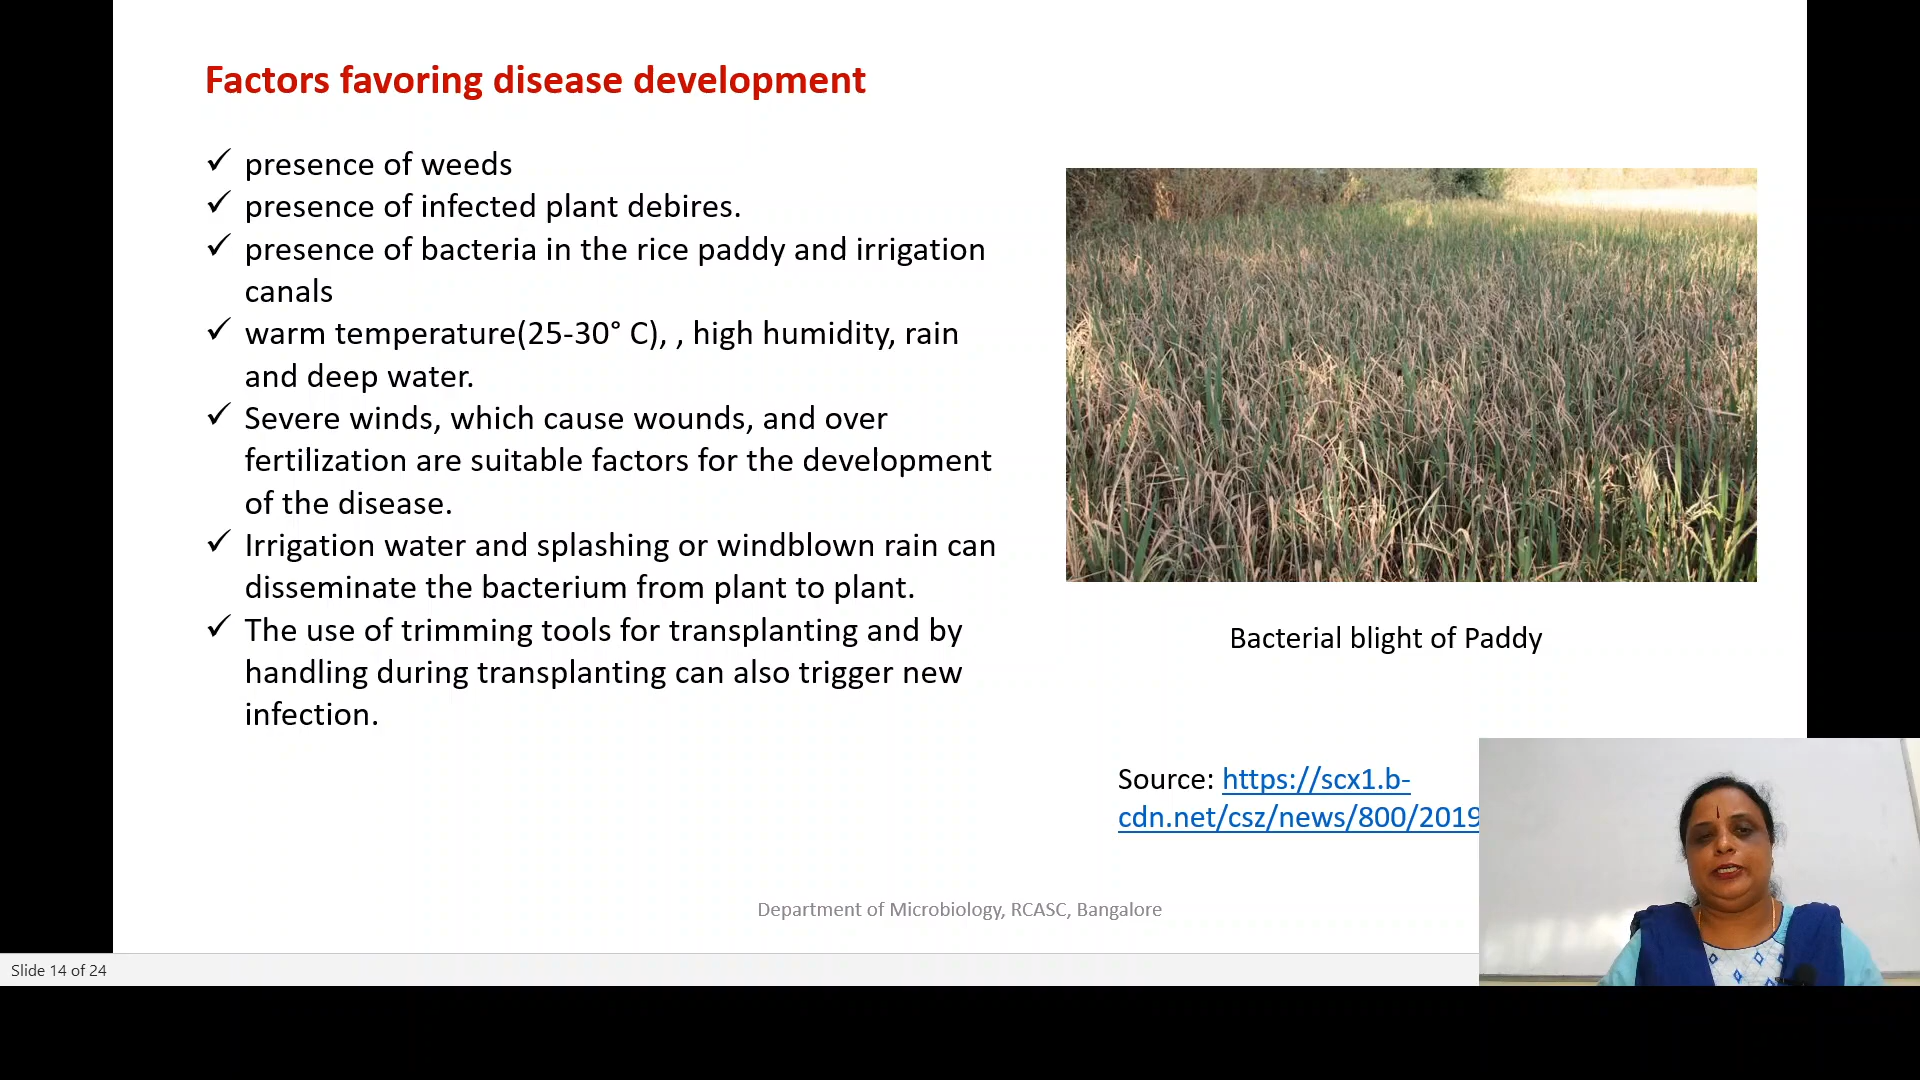 Factors favoring disease development
✓ presence of weeds
✓ presence of infected plant debires.
✓ presence of bacteria in the rice paddy and irrigation
canals
✓ warm temperature(25-30° C), , high humidity, rain
and deep water.
✓ Severe winds, which cause wounds, and over
fertilization are suitable factors for the development
of the disease.
✓ Irrigation water and splashing or windblown rain can
disseminate the bacterium from plant to plant.
✓ The use of trimming tools for transplanting and by
handling during transplanting can also trigger new
infection.
Bacterial blight of Paddy
Source: https://scx1.b-
cdn.net/csz/news/800/2019
Department of Microbiology, RCASC, Bangalore
Slide 14 of 24